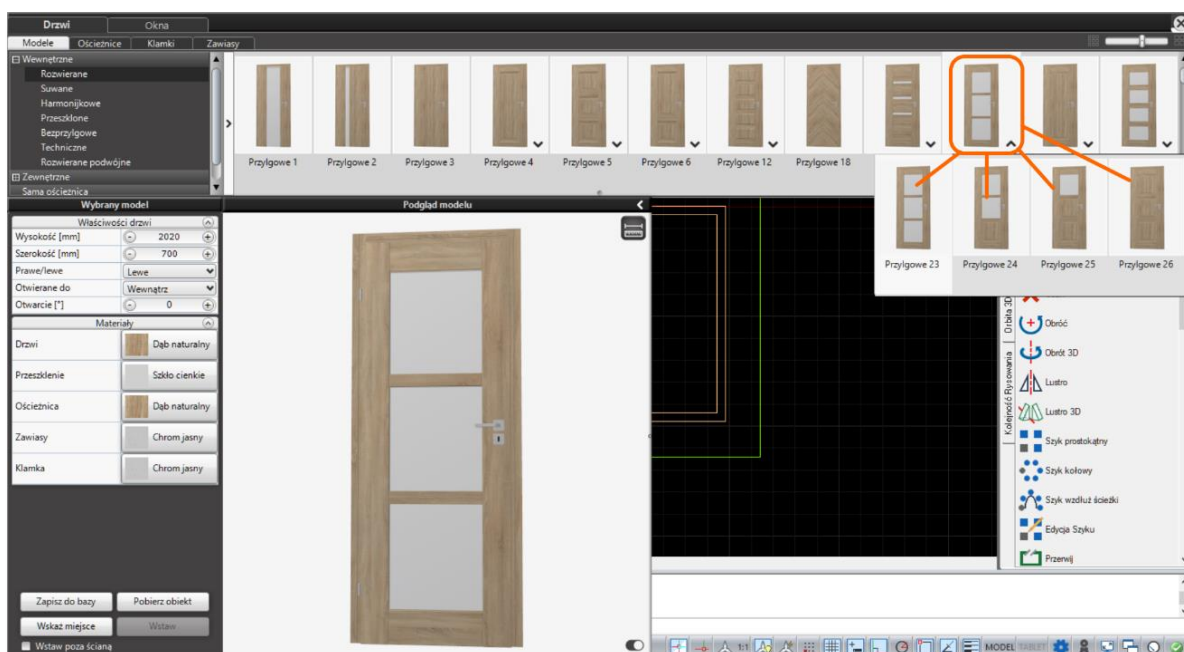 Drzwi
Okna
Modele
Ościeżnice
Klamki
Zawiasy
Wewnętrzne
Rozwierane
Suwane
Harmonijkowe
Przeszklone
Bezprzylgowe
Techniczne
Rozwierane podwójne
Zewnętrzne
Sama ościeżnica
Przylgowe 1
Przylgowe 2
Przylgowe 3
Przylgowe 4
Przylgowe 5
Przylgowe 6
Przylgowe 12
Przylgowe 18
Przylgowe 23
Przylgowe 24
Przylgowe 25
Przylgowe 26
Wybrany model
Podgląd modelu
Właściwości drzwi
Wysokość [mm] 2020
Szerokość [mm] 700
Prawe/lewe Lewe
Otwierane do Wewnątrz
Otwarcie [°] 0
Materiały
Drzwi Dąb naturalny
Przeszklenie Szkło cienkie
Ościeżnica Dąb naturalny
Zawiasy Chrom jasny
Klamka Chrom jasny
Zapisz do bazy
Pobierz obiekt
Wskaż miejsce
Wstaw
Wstaw poza ścianą
Orbita 3D
Kolejność Rysowania
Obróć
Obrót 3D
Lustro
Lustro 3D
Szyk prostokątny
Szyk kołowy
Szyk wzdłuż ścieżki
Edycja Szyku
Przerwij
1:1
MODEL
TABLET